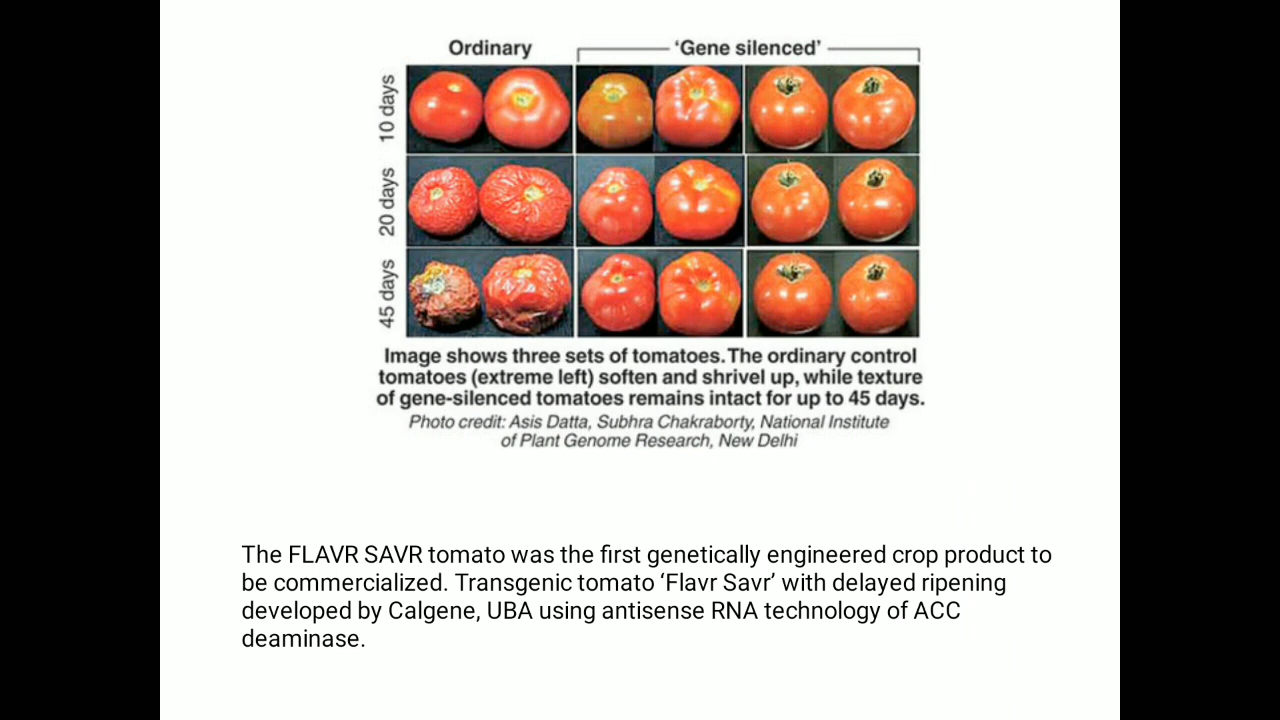 Ordinary
‘Gene silenced’
10 days
20 days
45 days
Image shows three sets of tomatoes. The ordinary control
tomatoes (extreme left) soften and shrivel up, while texture
of gene-silenced tomatoes remains intact for up to 45 days.
Photo credit: Asis Datta, Subhra Chakraborty, National Institute
of Plant Genome Research, New Delhi
The FLAVR SAVR tomato was the first genetically engineered crop product to
be commercialized. Transgenic tomato ‘Flavr Savr’ with delayed ripening
developed by Calgene, UBA using antisense RNA technology of ACC
deaminase.